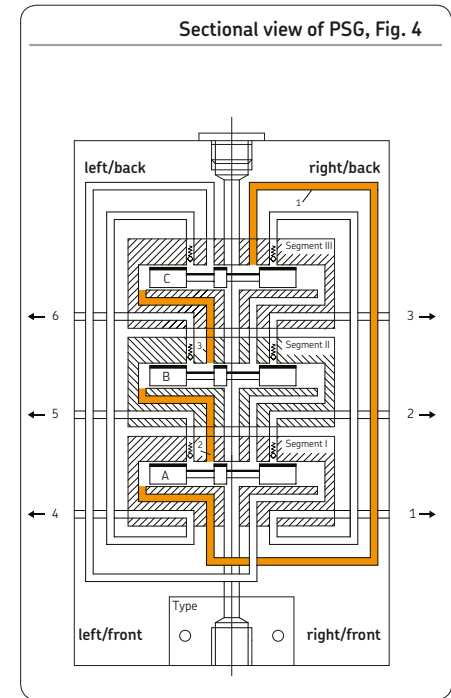 Sectional view of PSG, Fig. 4
left/back
right/back
1
Segment III
C
6
3
3
Segment II
B
5
2
2
Segment I
A
4
1
Type
left/front
right/front